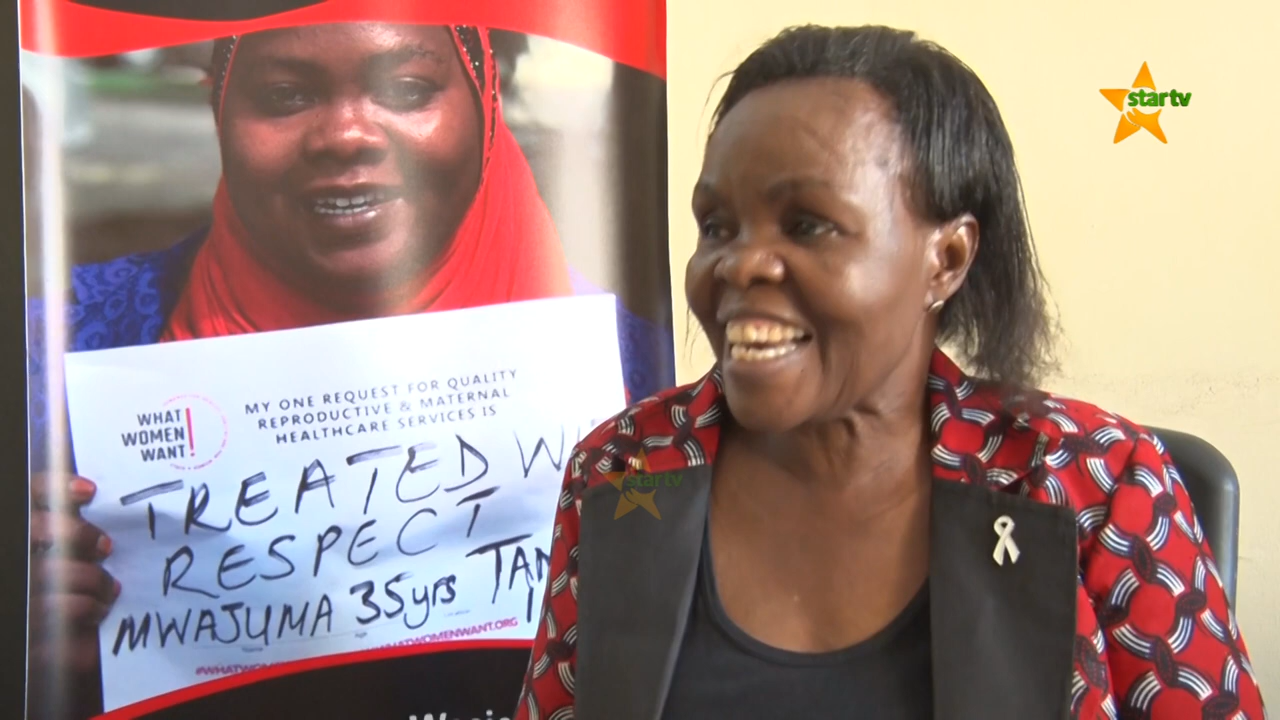 startv
WHAT
WOMEN
WANT!
MY ONE REQUEST FOR QUALITY
REPRODUCTIVE & MATERNAL
HEALTHCARE SERVICES IS
TREATED
RESPECT
MWAJUMA 35yrs TAN
startv